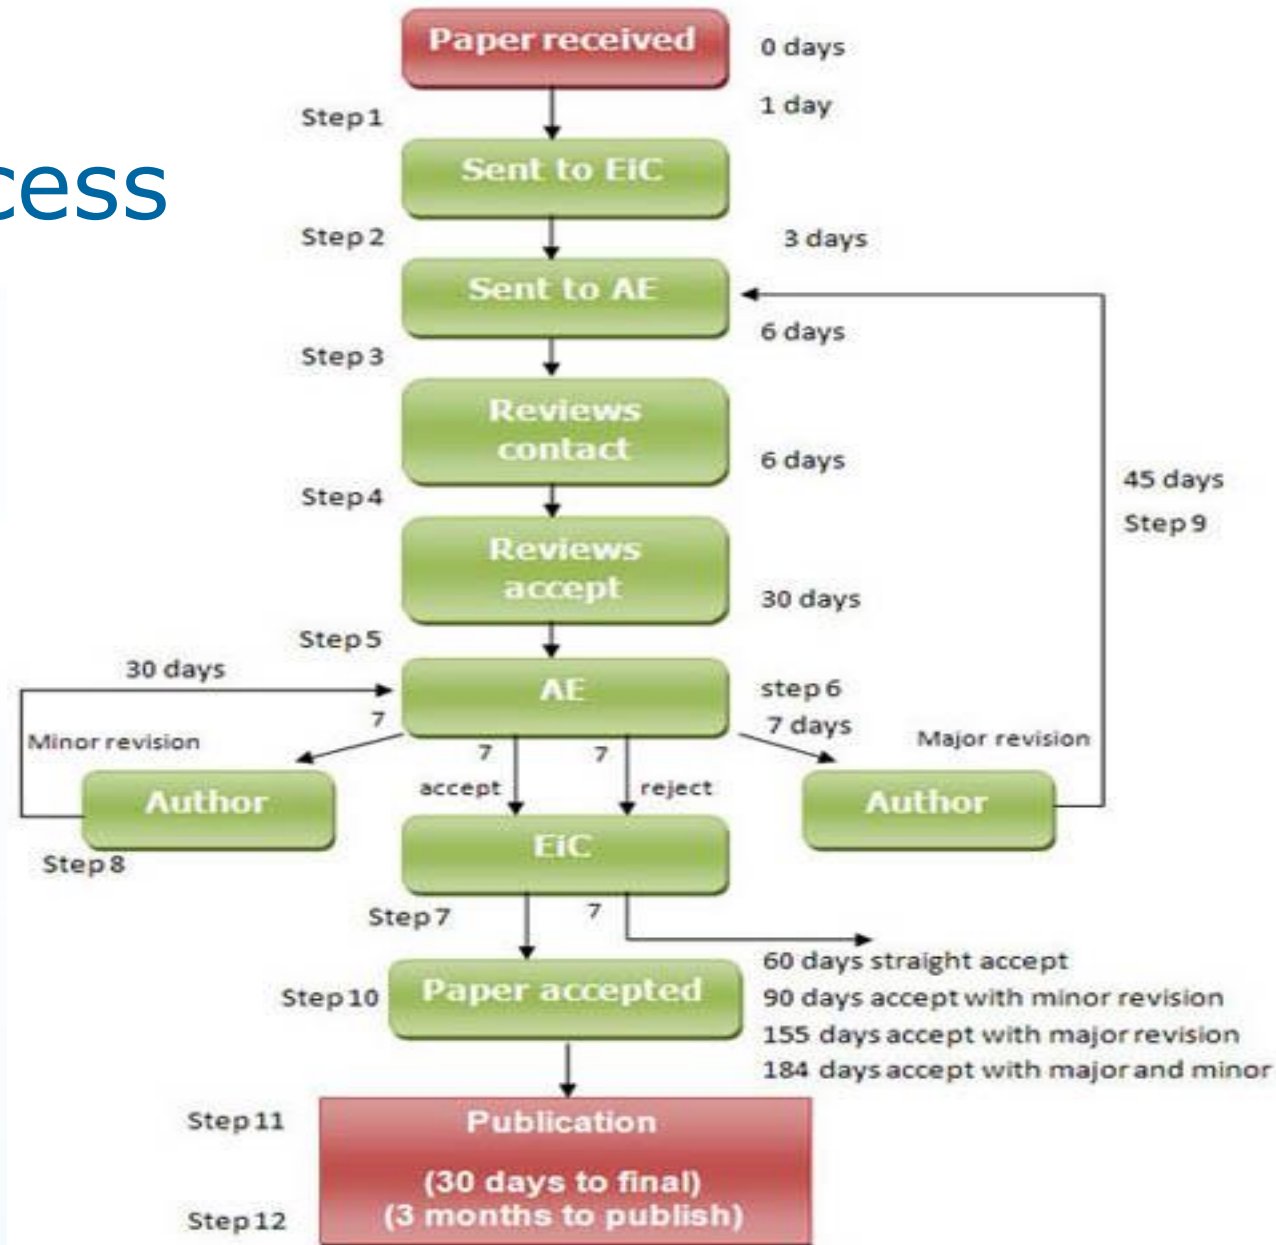 Paper received
0 days
Step 1
1 day
cess
Sent to EiC
Step 2
3 days
Sent to AE
6 days
Step 3
Reviews
contact
6 days
45 days
Step 9
Step 4
Reviews
accept
30 days
Step 5
30 days
AE
step 6
7
7 days
Minor revision
Major revision
7
7
accept
reject
Author
Author
EiC
Step 8
Step 7
7
60 days straight accept
Step 10
Paper accepted
90 days accept with minor revision
155 days accept with major revision
184 days accept with major and minor
Step 11
Publication
(30 days to final)
Step 12
(3 months to publish)